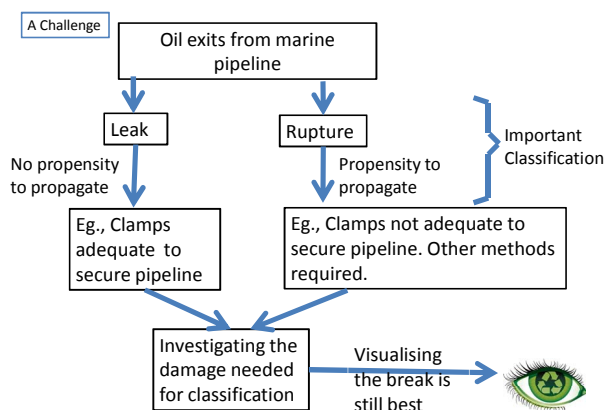 A Challenge
Oil exits from marine
pipeline
Leak
Rupture
Important
Classification
No propensity
to propagate
Propensity to
propagate
Eg., Clamps
adequate to
secure pipeline
Eg., Clamps not adequate to
secure pipeline. Other methods
required.
Investigating the
damage needed
for classification
Visualising
the break is
still best